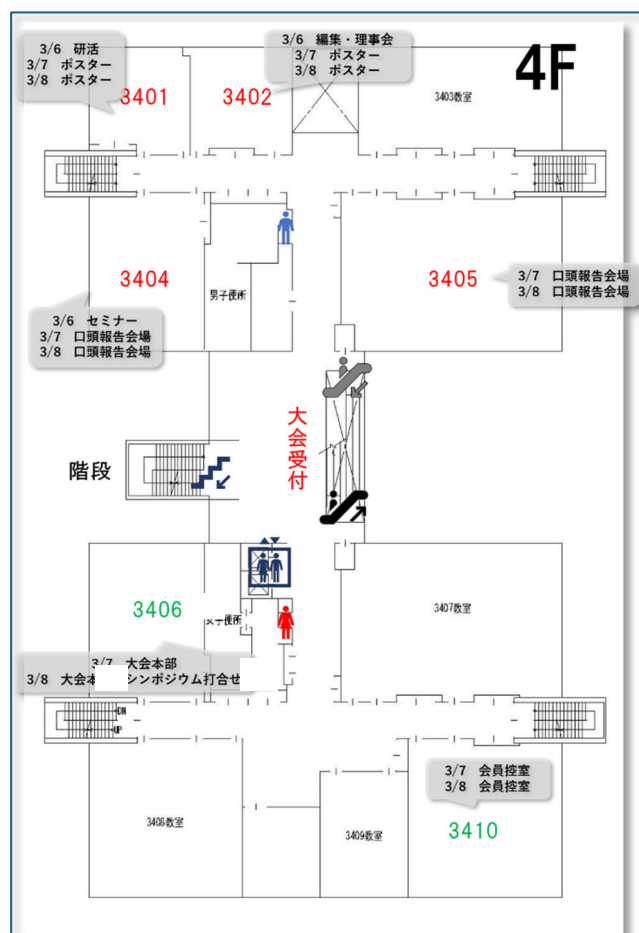 3/6 研活
3/7 ポスター
3/8 ポスター
3/6 編集・理事会
3/7 ポスター
3/8 ポスター
4F
3401
3402
3403教室
3404
男子便所
3405
3/7 口頭報告会場
3/8 口頭報告会場
3/6 セミナー
3/7 口頭報告会場
3/8 口頭報告会場
大会受付
階段
3406
女子便所
3407教室
3/7 大会本部
3/8 大会本 シンポジウム打合せ
DN
UP
3/7 会員控室
3/8 会員控室
3408教室
3409教室
3410